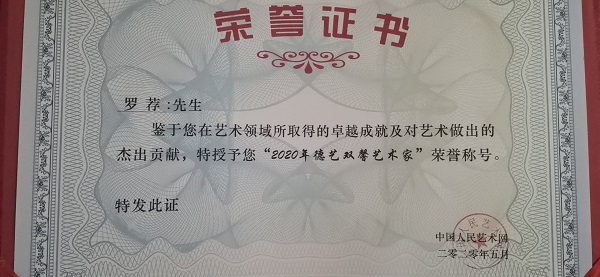 荣誉证书
罗荐:先生
鉴于您在艺术领域所取得的卓越成就及对艺术做出的
杰出贡献,特授予您“2020年德艺双馨艺术家”荣誉称号。
特发此证
中国人民艺术网
二零二零年五月